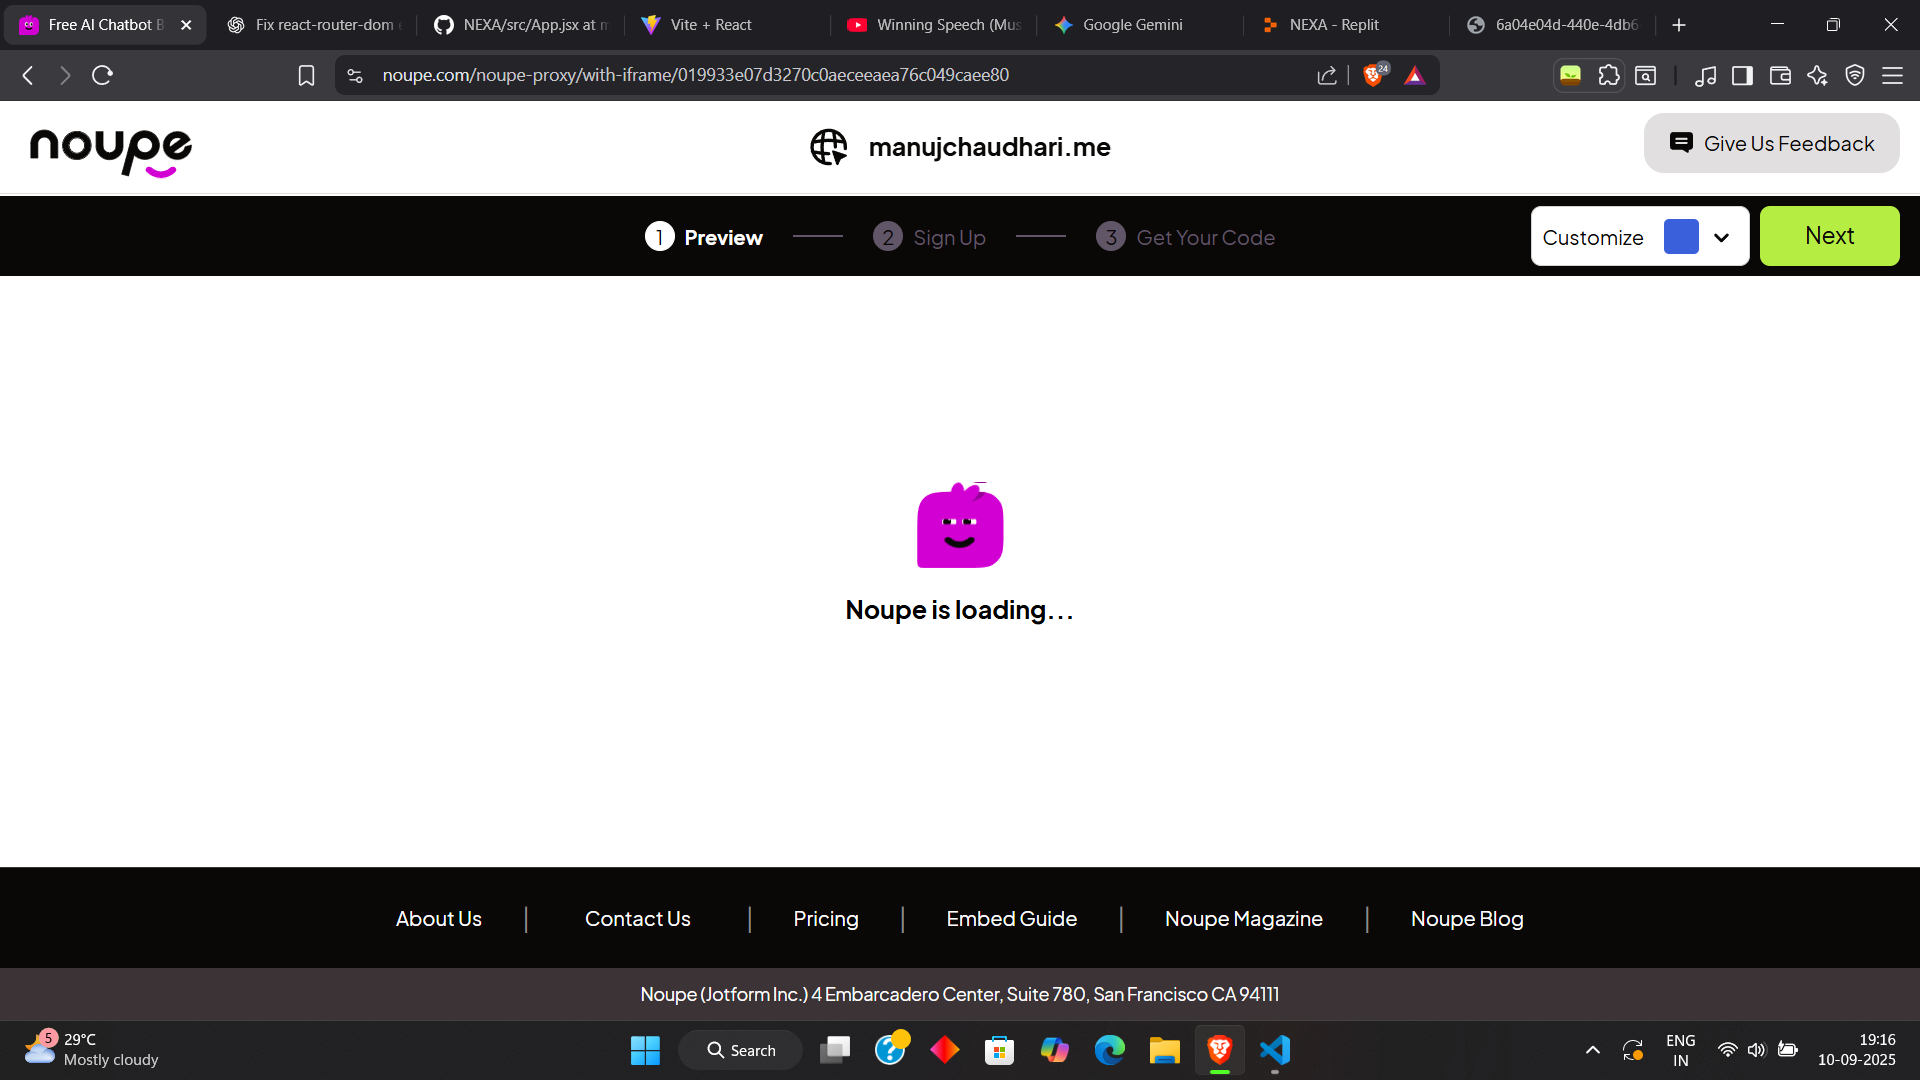 Free AI Chatbot B
Fix react-router-dom e
NEXA/src/App.jsx at m
Vite + React
Winning Speech (Mus
Google Gemini
NEXA - Replit
6a04e04d-440e-4db6-
noupe.com/noupe-proxy/with-iframe/019933e07d3270c0aeceeaea76c049caee80
24
noupe
manujchaudhari.me
Give Us Feedback
1 Preview
2 Sign Up
3 Get Your Code
Customize
Next
Noupe is loading...
About Us | Contact Us | Pricing | Embed Guide | Noupe Magazine | Noupe Blog
Noupe (Jotform Inc.) 4 Embarcadero Center, Suite 780, San Francisco CA 94111
5
29°C
Mostly cloudy
Search
ENG
IN
19:16
10-09-2025